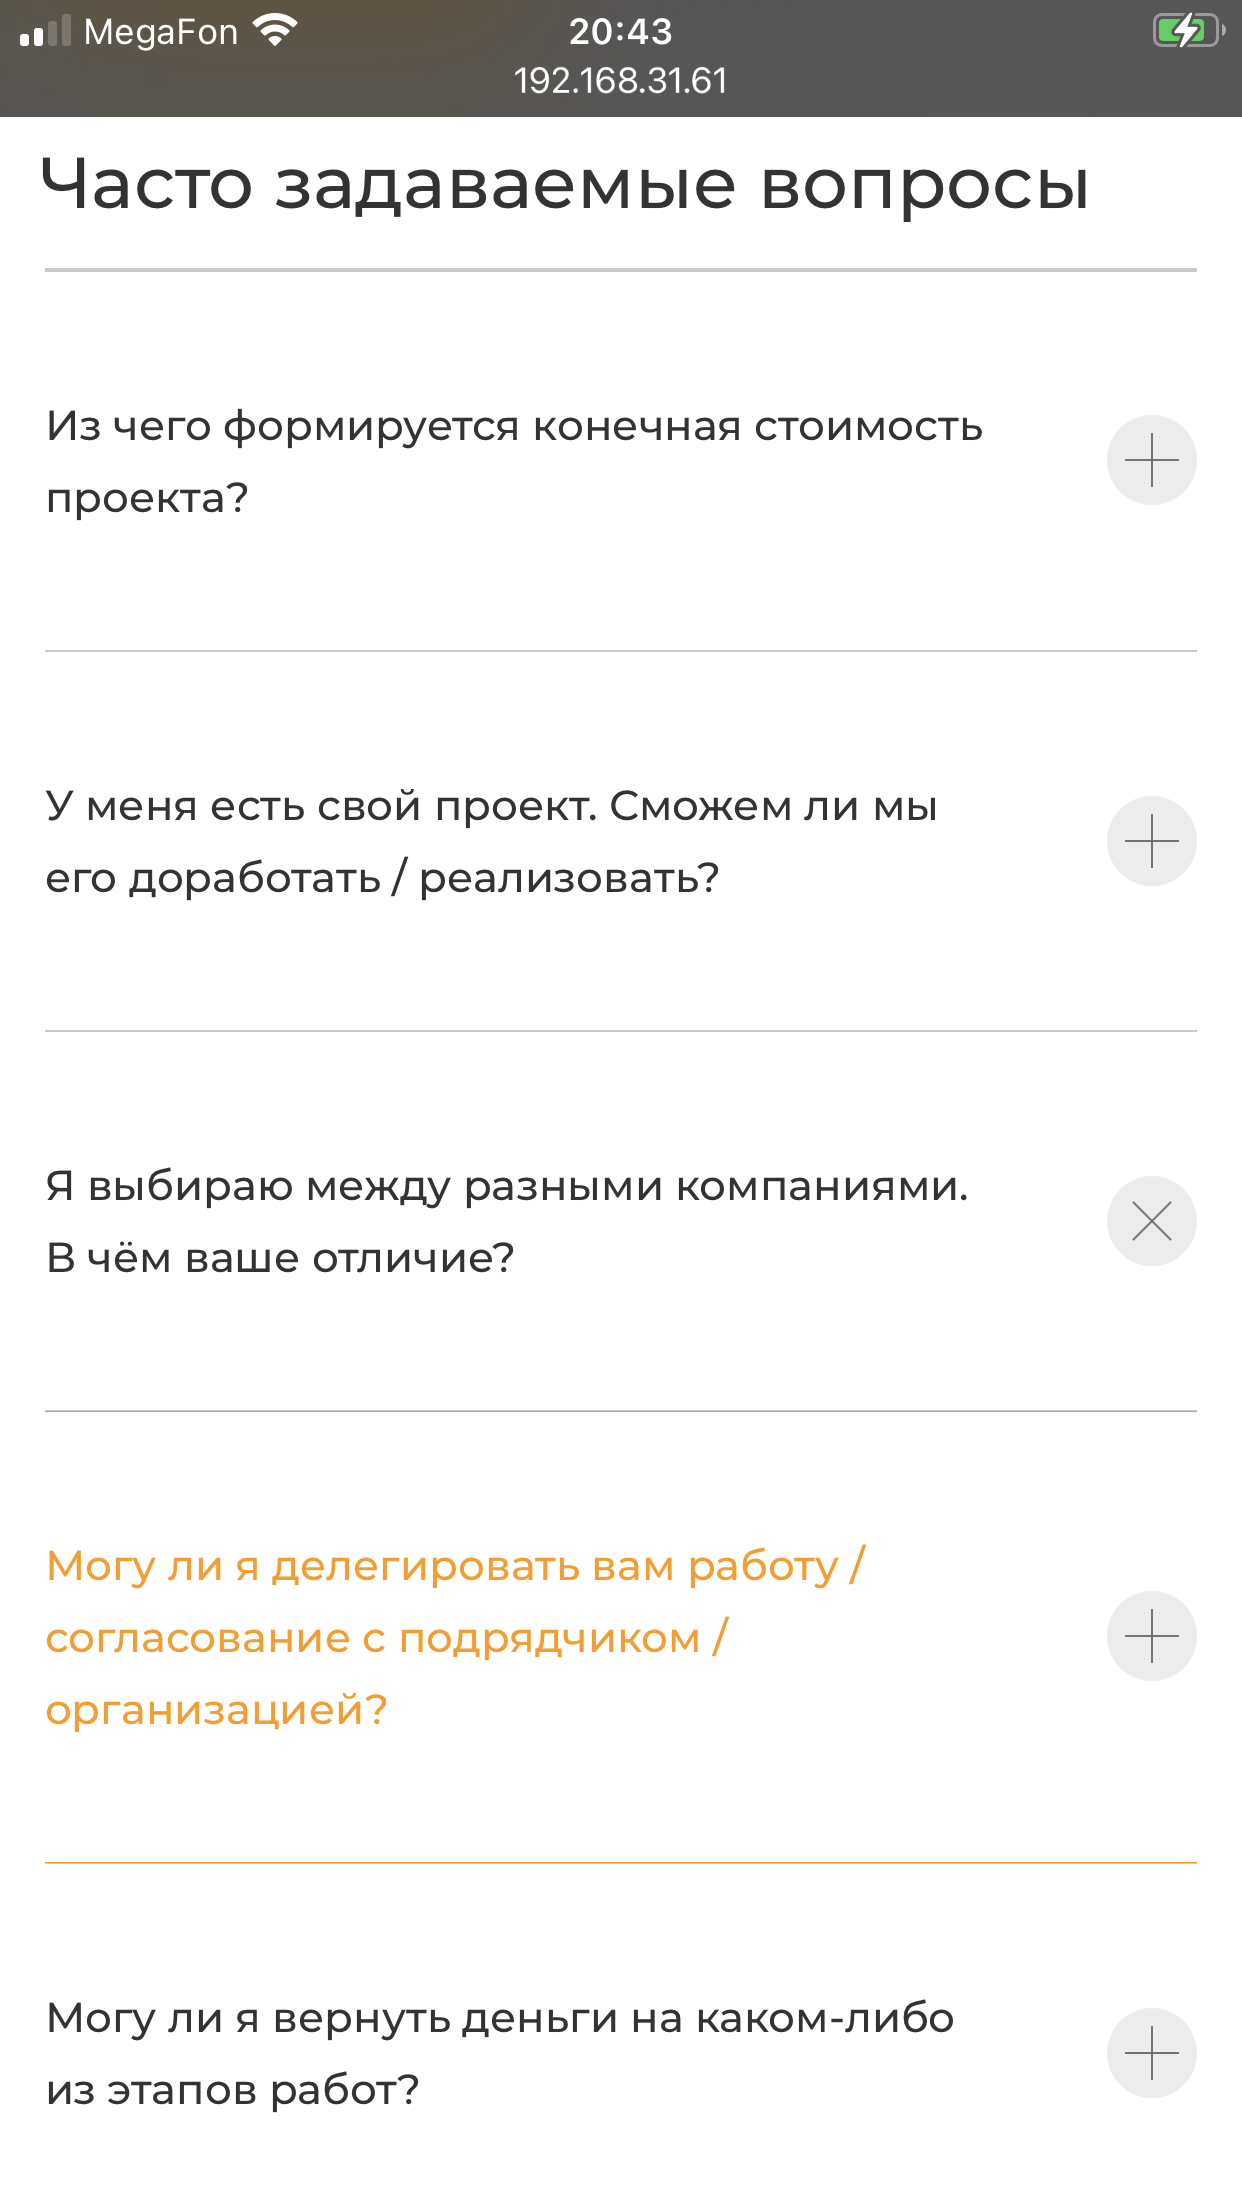 MegaFon
20:43
192.168.31.61
Часто задаваемые вопросы
Из чего формируется конечная стоимость
проекта?
У меня есть свой проект. Сможем ли мы
его доработать / реализовать?
Я выбираю между разными компаниями.
В чём ваше отличие?
Могу ли я делегировать вам работу /
согласование с подрядчиком /
организацией?
Могу ли я вернуть деньги на каком-либо
из этапов работ?